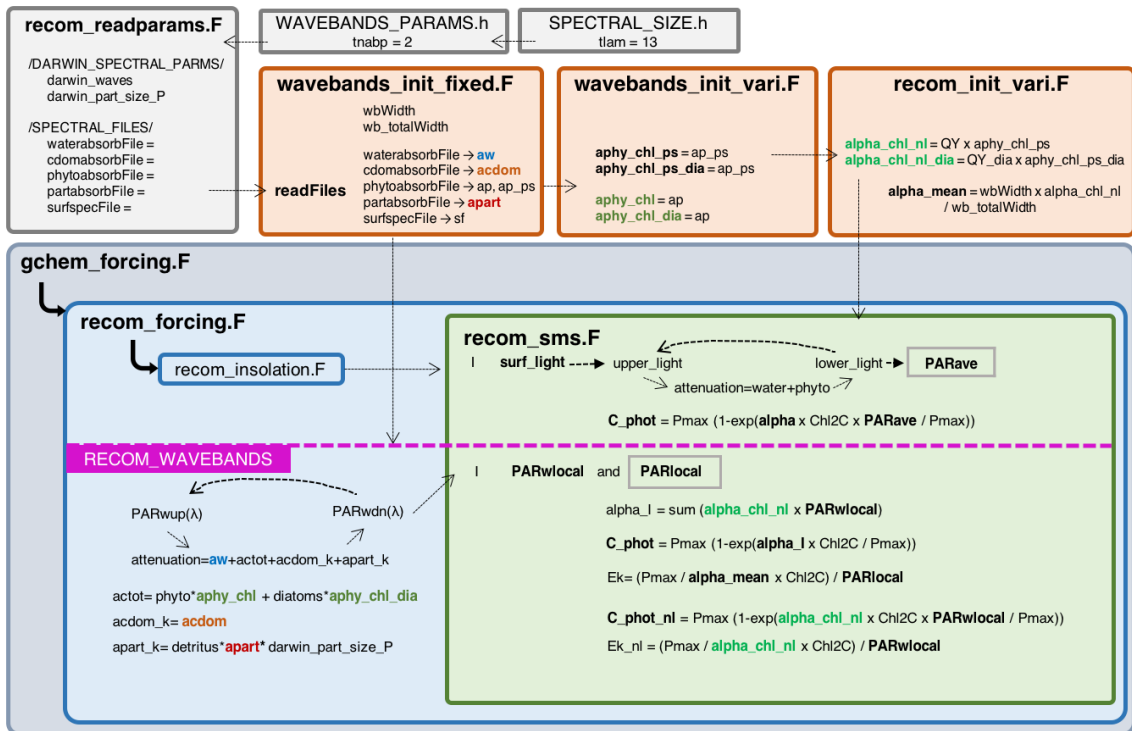 recom_readparams.F
/DARWIN_SPECTRAL_PARMS/
darwin_waves
darwin_part_size_P
/SPECTRAL_FILES/
waterabsorbFile =
cdomabsorbFile =
phytoabsorbFile =
partabsorbFile =
surfspecFile =
WAVEBANDS_PARAMS.h
tnabp = 2
SPECTRAL_SIZE.h
tlam = 13
wavebands_init_fixed.F
wbWidth
wb_totalWidth
readFiles
waterabsorbFile → aw
cdomabsorbFile → acdom
phytoabsorbFile → ap, ap_ps
partabsorbFile → apart
surfspecFile → sf
wavebands_init_vari.F
aphy_chl_ps = ap_ps
aphy_chl_ps_dia = ap_ps
aphy_chl = ap
aphy_chl_dia = ap
recom_init_vari.F
alpha_chl_nl = QY x aphy_chl_ps
alpha_chl_nl_dia = QY_dia x aphy_chl_ps_dia
alpha_mean = wbWidth x alpha_chl_nl
/ wb_totalWidth
gchem_forcing.F
recom_forcing.F
recom_insolation.F
recom_sms.F
I surf_light upper_light lower_light PARave
attenuation=water+phyto
C_phot = Pmax (1-exp(alpha x Chl2C x PARave / Pmax))
RECOM_WAVEBANDS
PARwup(λ) PARwdn(λ)
attenuation=aw+actot+acdom_k+apart_k
actot= phyto*aphy_chl + diatoms*aphy_chl_dia
acdom_k= acdom
apart_k= detritus*apart* darwin_part_size_P
I PARwlocal and PARlocal
alpha_I = sum (alpha_chl_nl x PARwlocal)
C_phot = Pmax (1-exp(alpha_I x Chl2C / Pmax))
Ek= (Pmax / alpha_mean x Chl2C) / PARlocal
C_phot_nl = Pmax (1-exp(alpha_chl_nl x Chl2C x PARwlocal / Pmax))
Ek_nl = (Pmax / alpha_chl_nl x Chl2C) / PARwlocal